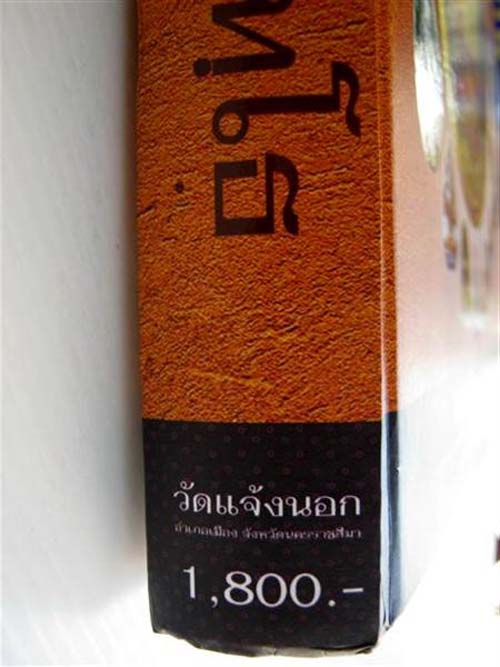 วัดแจ้งนอก
อำเภอเมือง จังหวัดนครราชสีมา
1,800.-